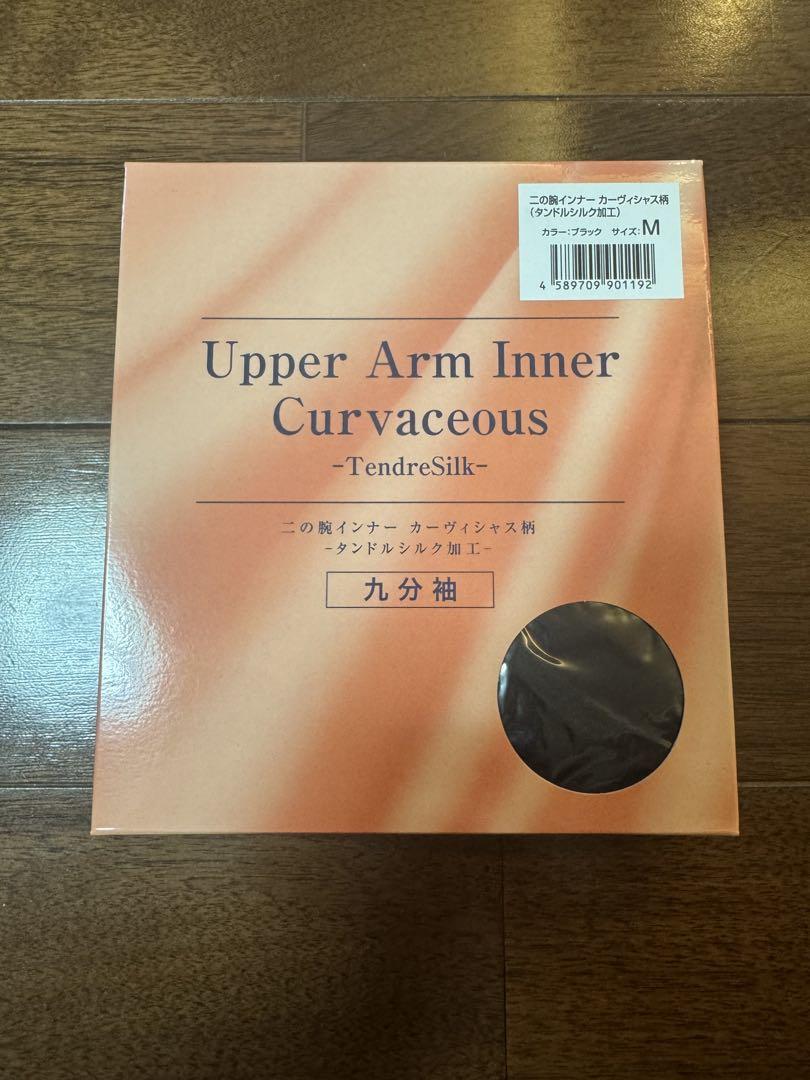 二の腕インナー カーヴィシャス柄
（タンドルシルク加工）
カラー:ブラック サイズ:M
4 589709 901192
Upper Arm Inner
Curvaceous
-TendreSilk-
二の腕インナー カーヴィシャス柄
-タンドルシルク加工-
九分袖